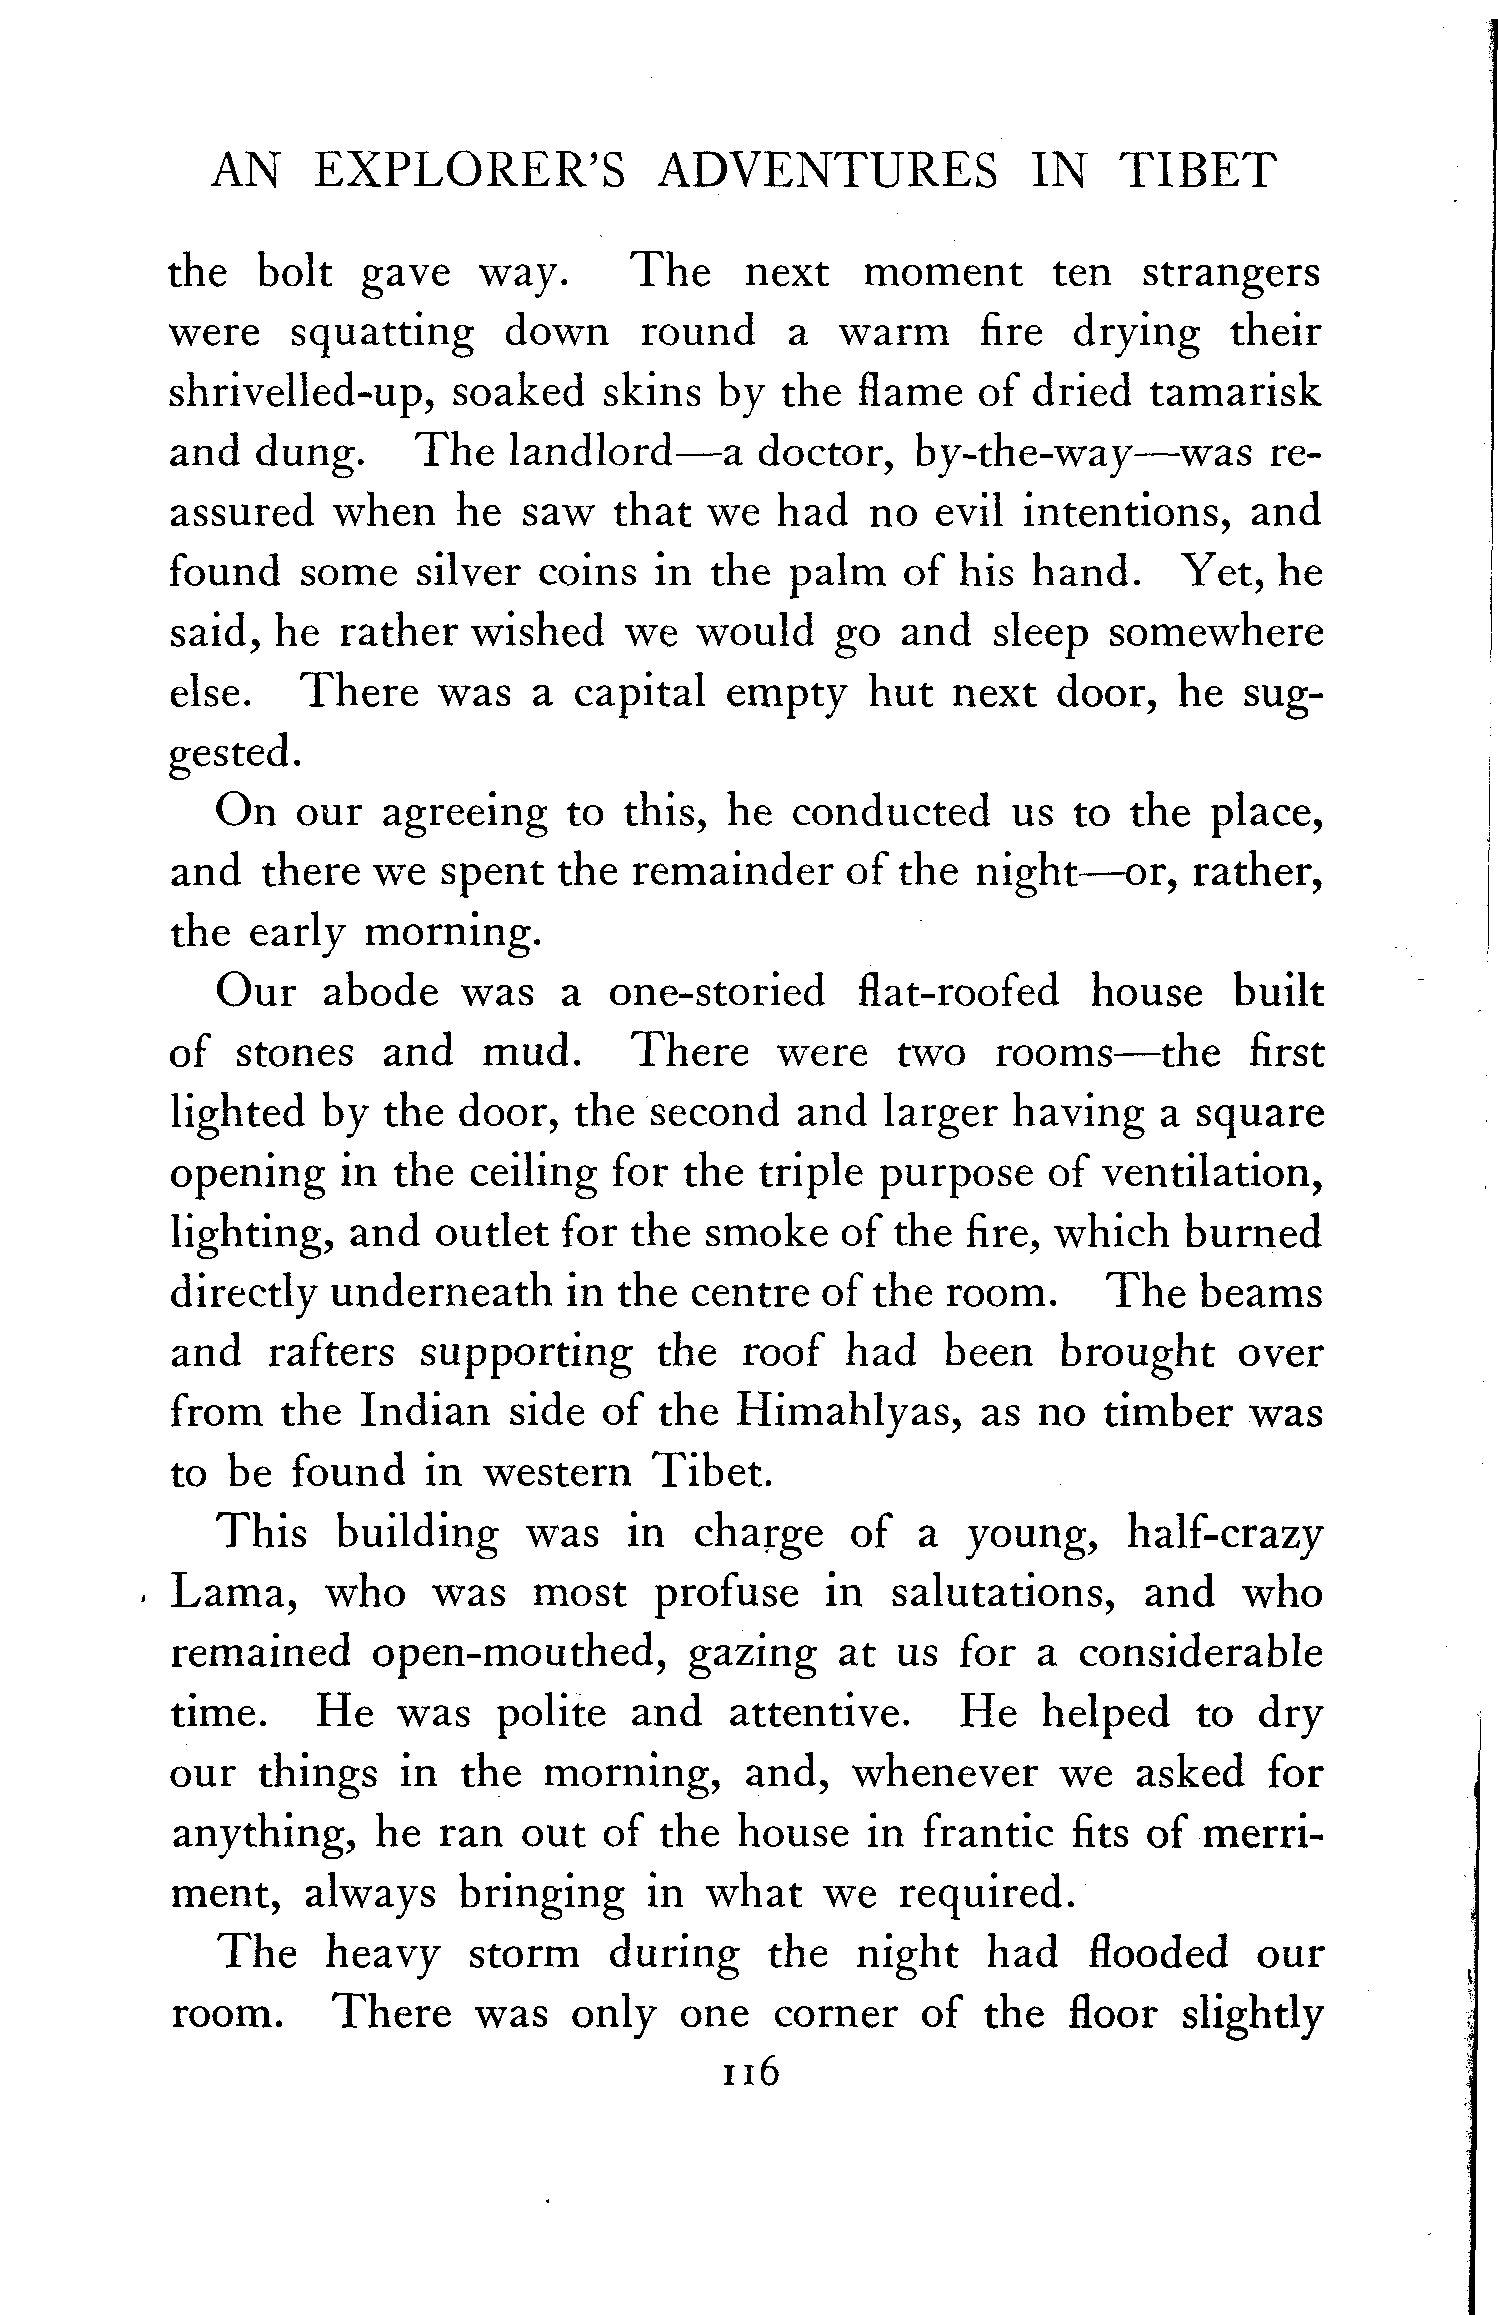 AN EXPLORER'S ADVENTURES IN TIBET
the bolt gave way. The next moment ten strangers
were squatting down round a warm fire drying their
shrivelled-up, soaked skins by the flame of dried tamarisk
and dung. The landlord—a doctor, by-the-way—was re-
assured when he saw that we had no evil intentions, and
found some silver coins in the palm of his hand. Yet, he
said, he rather wished we would go and sleep somewhere
else. There was a capital empty hut next door, he sug-
gested.
On our agreeing to this, he conducted us to the place,
and there we spent the remainder of the night—or, rather,
the early morning.
Our abode was a one-storied flat-roofed house built
of stones and mud. There were two rooms—the first
lighted by the door, the second and larger having a square
opening in the ceiling for the triple purpose of ventilation,
lighting, and outlet for the smoke of the fire, which burned
directly underneath in the centre of the room. The beams
and rafters supporting the roof had been brought over
from the Indian side of the Himahlyas, as no timber was
to be found in western Tibet.
This building was in charge of a young, half-crazy
Lama, who was most profuse in salutations, and who
remained open-mouthed, gazing at us for a considerable
time. He was polite and attentive. He helped to dry
our things in the morning, and, whenever we asked for
anything, he ran out of the house in frantic fits of merri-
ment, always bringing in what we required.
The heavy storm during the night had flooded our
room. There was only one corner of the floor slightly
116